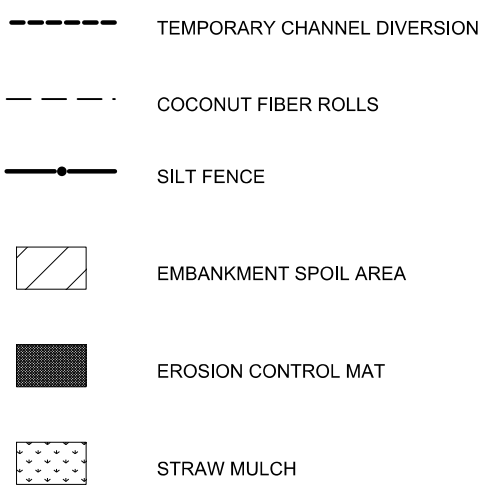 TEMPORARY CHANNEL DIVERSION
COCONUT FIBER ROLLS
SILT FENCE
EMBANKMENT SPOIL AREA
EROSION CONTROL MAT
STRAW MULCH